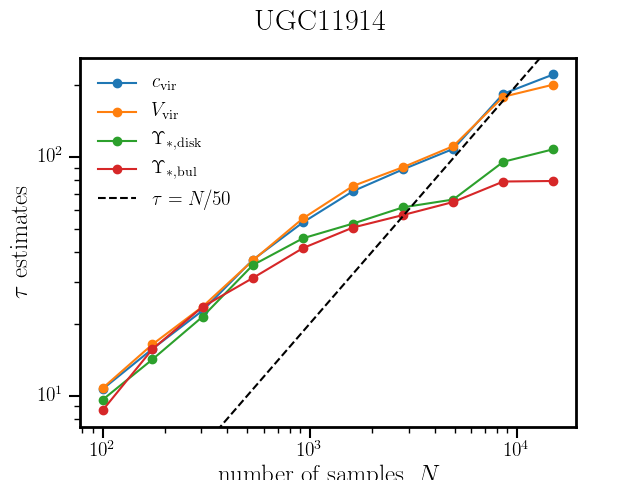 UGC11914
c_vir
V_vir
Υ_*,disk
Υ_*,bul
τ = N/50
τ estimates
10^2
10^1
10^2
10^3
10^4
number of samples, N